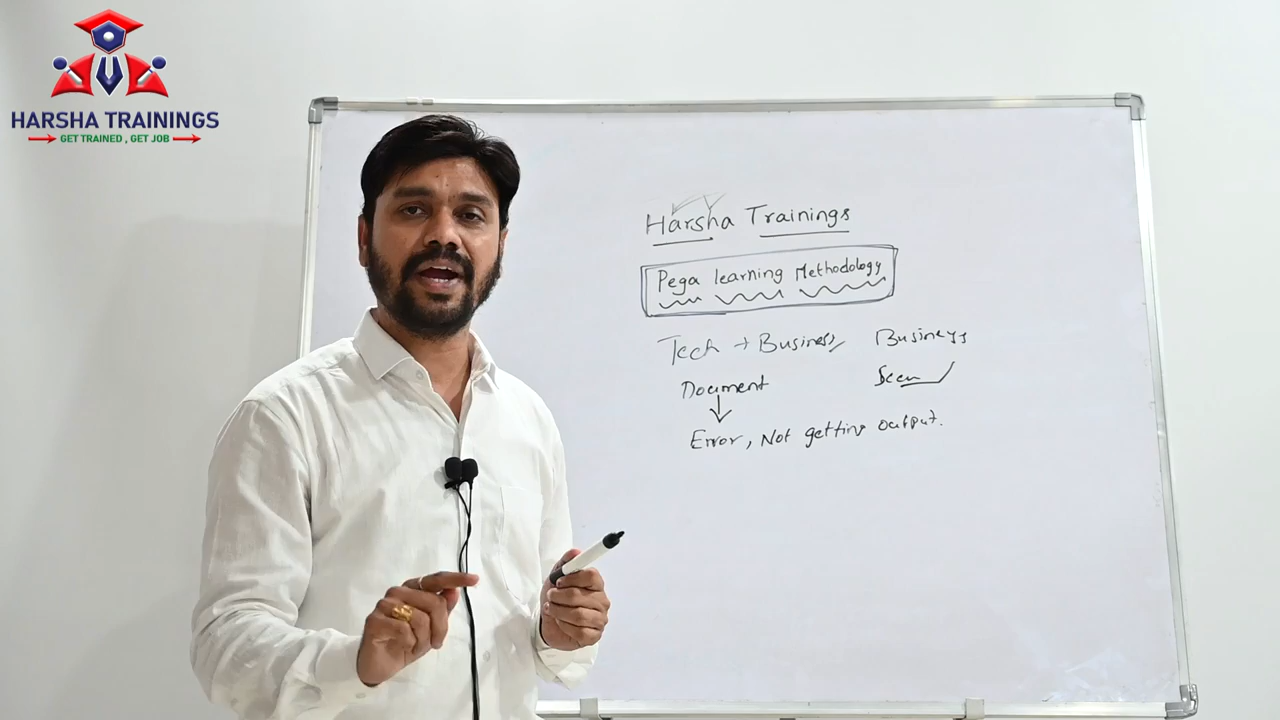 HARSHA TRAININGS
GET TRAINED , GET JOB
Harsha Trainings
Pega learning Methodology
Tech → Business Business
Document
Error, Not getting output.